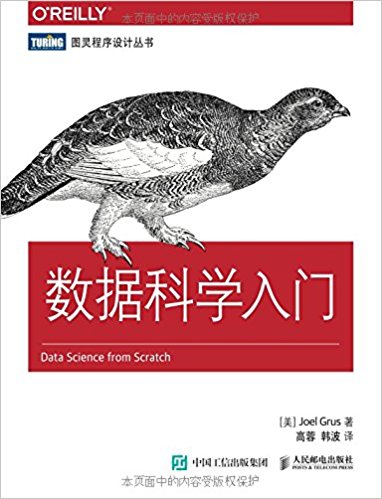 O'REILLY®
本页面中的内容受版权保护
TURING
图灵程序设计丛书
数据科学入门
Data Science from Scratch
[美] Joel Grus 著
高蓉 韩波 译
中国工信出版集团
人民邮电出版社
POSTS & TELECOM PRESS
本页面中的内容受版权保护